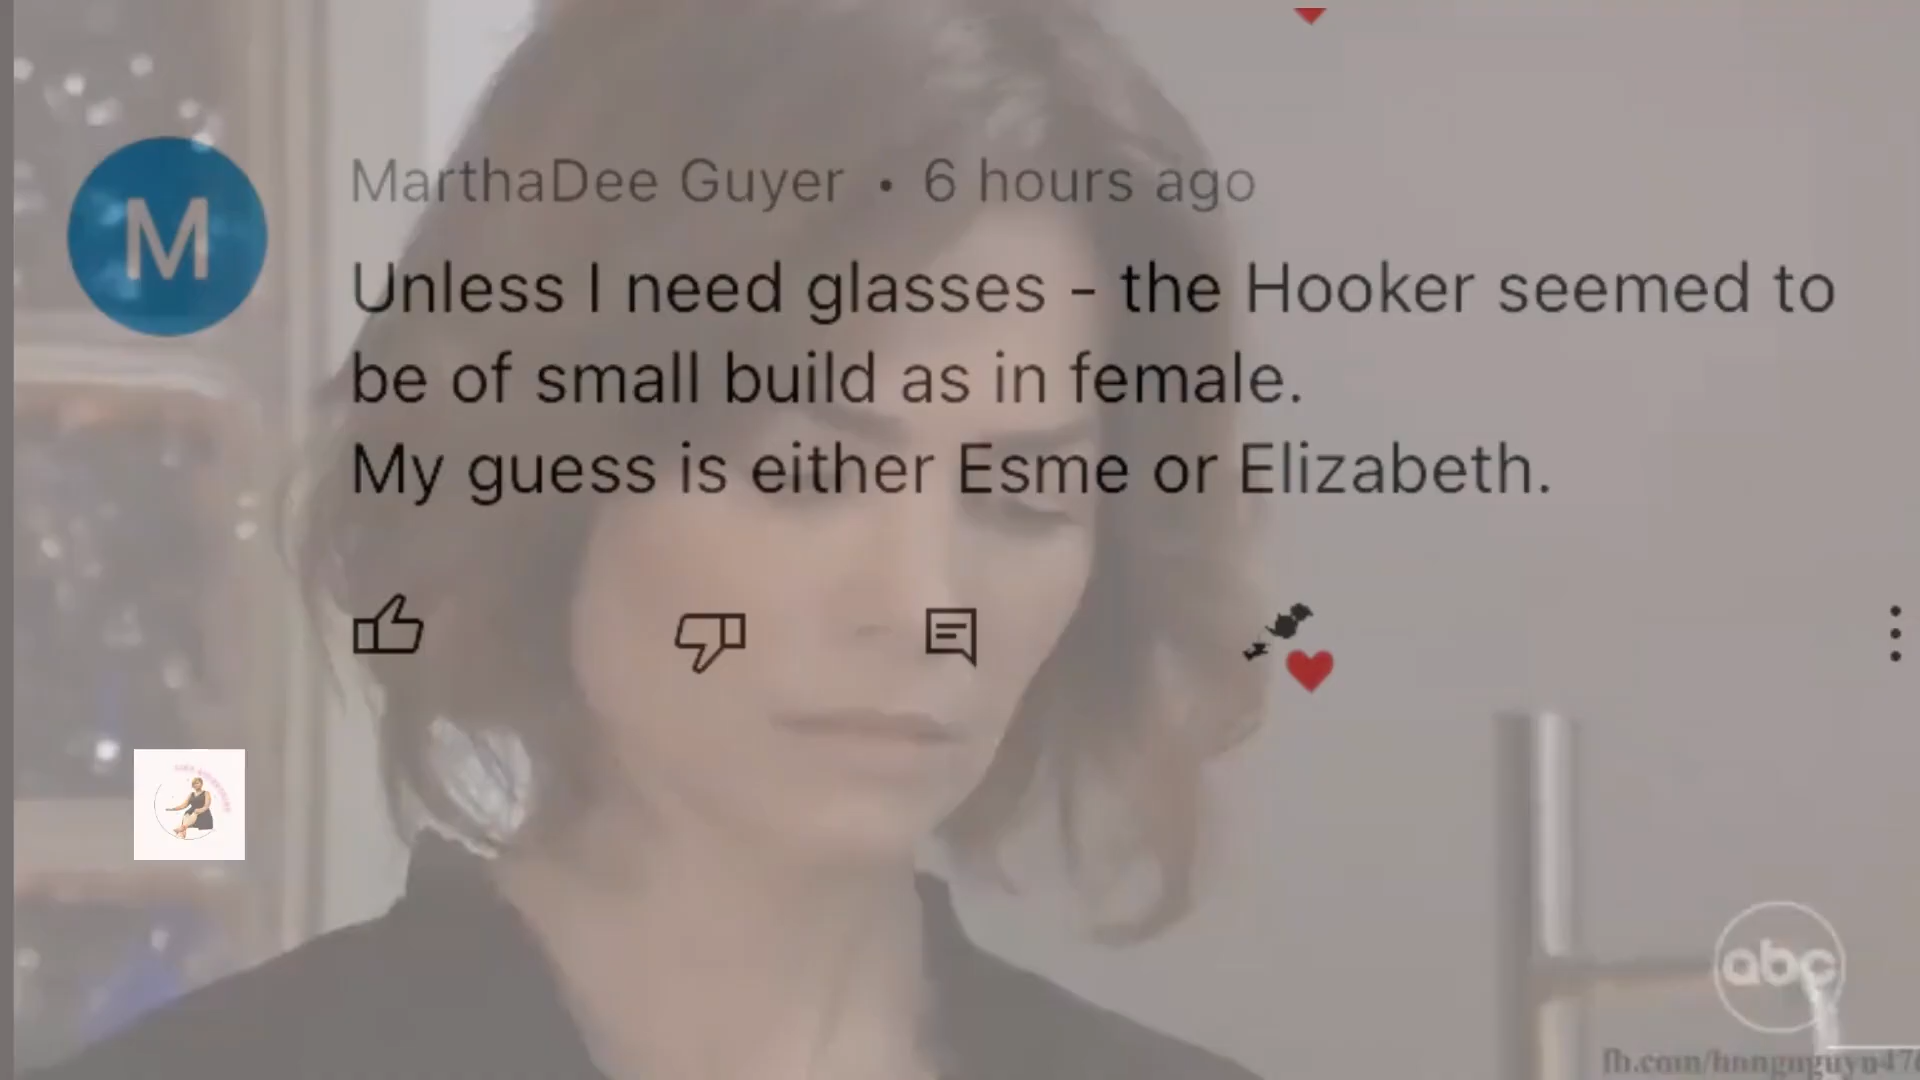 M
MarthaDee Guyer • 6 hours ago
Unless I need glasses - the Hooker seemed to
be of small build as in female.
My guess is either Esme or Elizabeth.
abc